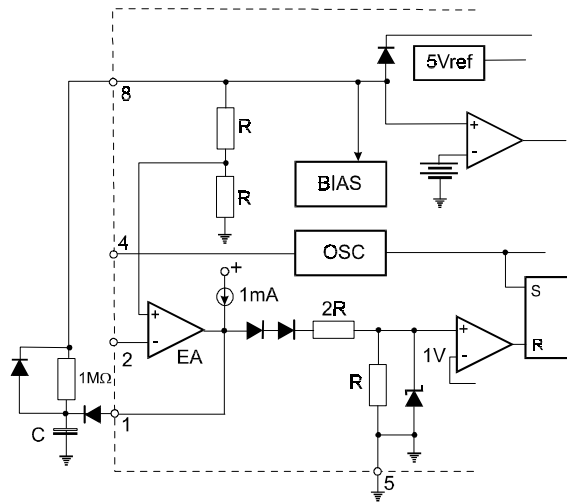 5Vref
8
R
+
-
R
BIAS
4
OSC
+
1mA
S
2R
+
+
EA
1V
-
R
-
2
R
1MΩ
1
C
5